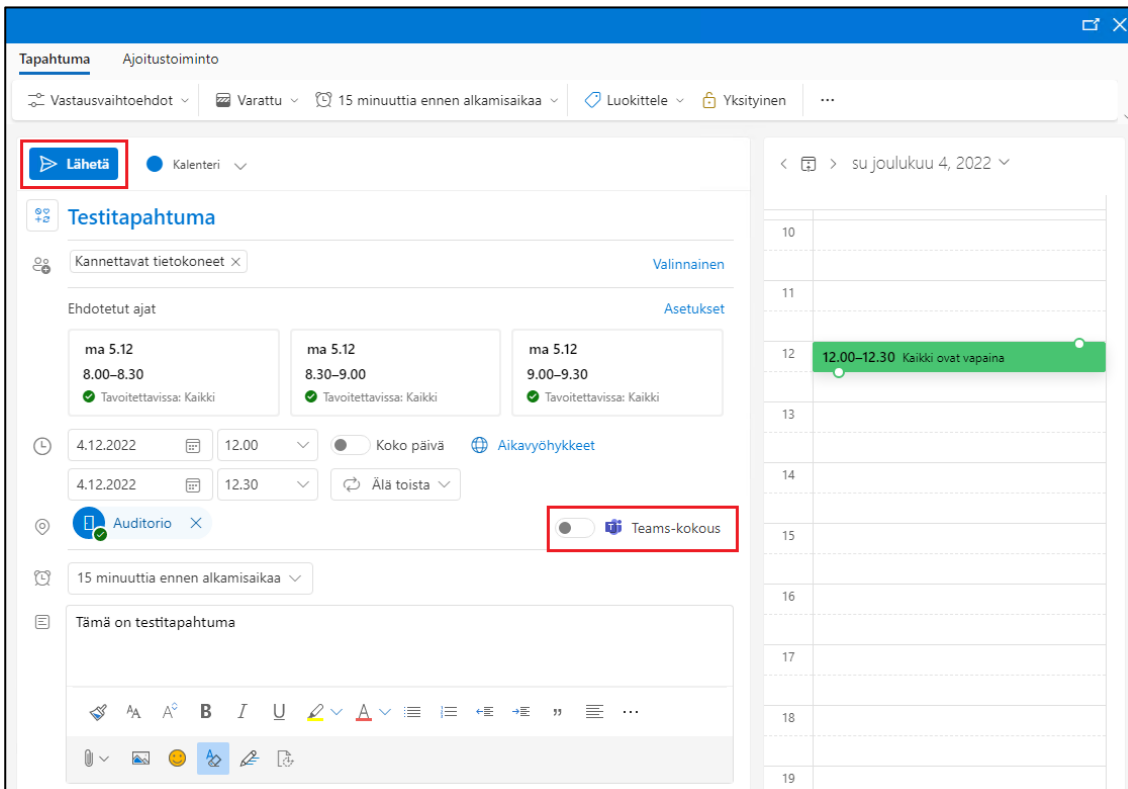 Tapahtuma Ajoitustoiminto
Vastausvaihtoehdot Varattu 15 minuuttia ennen alkamisaikaa Luokittele Yksityinen ...
Lähetä Kalenteri
su joulukuu 4, 2022
Testitapahtuma
Kannettavat tietokoneet × Valinnainen
Ehdotetut ajat Asetukset
ma 5.12 ma 5.12 ma 5.12
8.00–8.30 8.30–9.00 9.00–9.30
Tavoitettavissa: Kaikki Tavoitettavissa: Kaikki Tavoitettavissa: Kaikki
4.12.2022 12.00 Koko päivä Aikavyöhykkeet
4.12.2022 12.30 Älä toista
Auditorio × Teams-kokous
15 minuuttia ennen alkamisaikaa
Tämä on testitapahtuma
10
11
12 12.00–12.30 Kaikki ovat vapaina
13
14
15
16
17
18
19